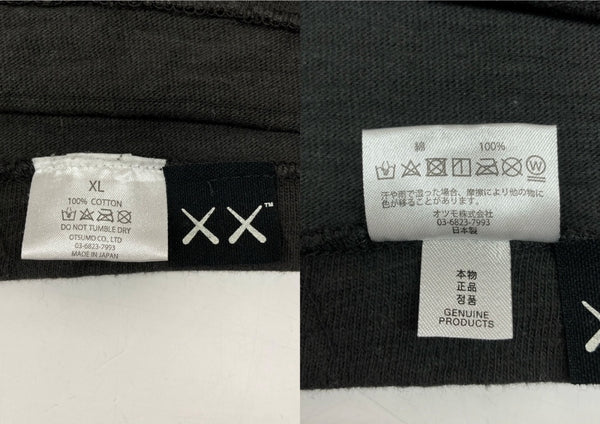 XL
100% COTTON
DO NOT TUMBLE DRY
OTSUMO CO., LTD
03-6823-7993
MADE IN JAPAN
XX™
綿 100%
汗や雨で湿った場合、摩擦により他の物に
色が移ることがあります。
オツモ株式会社
03-6823-7993
日本製
本物
正品
정품
GENUINE
PRODUCTS